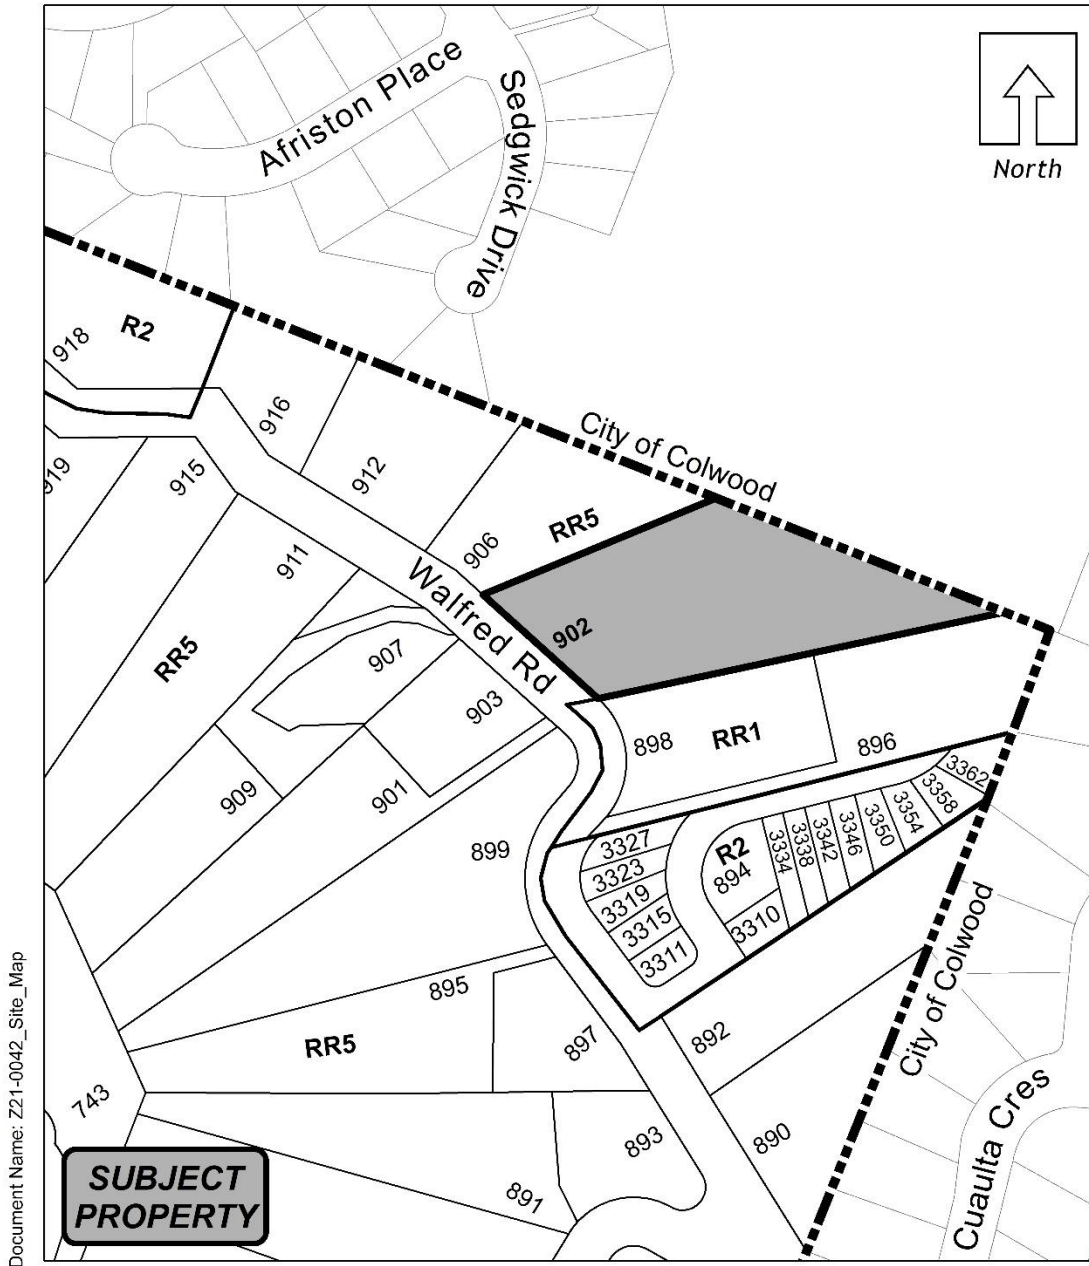 Afriston Place
Sedgwick Drive
North
R2
918
916
City of Colwood
919
915
912
RR5
906
911
Walfred Rd
902
RR5
907
903
898
RR1
896
909
901
3362
3358
3354
3350
3346
3342
3338
3334
899
3327
3323
3319
3315
3311
R2
894
3310
895
RR5
897
892
City of Colwood
743
893
890
891
Cuaulta Cres
SUBJECT
PROPERTY
Document Name: Z21-0042_Site_Map